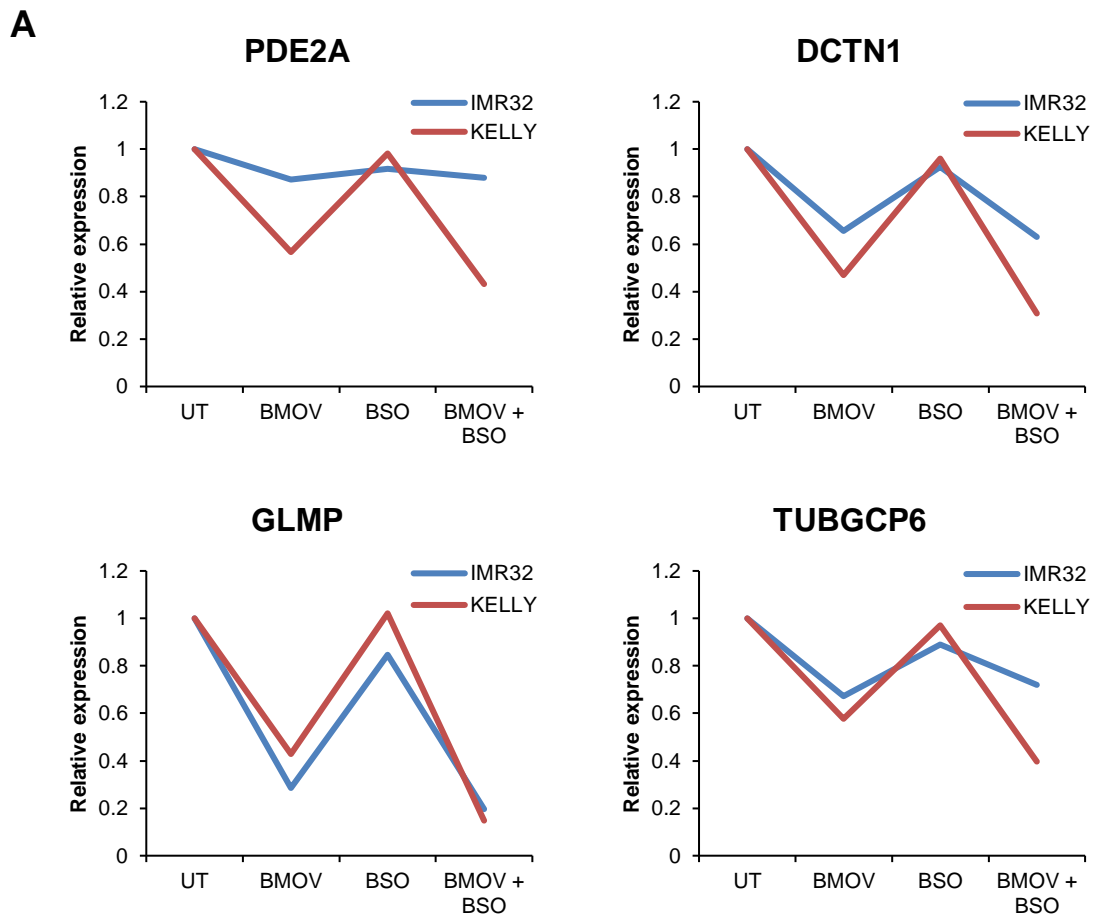 A
PDE2A
IMR32
KELLY
Relative expression
1.2
1
0.8
0.6
0.4
0.2
0
UT
BMOV
BSO
BMOV +
BSO
DCTN1
IMR32
KELLY
Relative expression
1.2
1
0.8
0.6
0.4
0.2
0
UT
BMOV
BSO
BMOV +
BSO
GLMP
IMR32
KELLY
Relative expression
1.2
1
0.8
0.6
0.4
0.2
0
UT
BMOV
BSO
BMOV +
BSO
TUBGCP6
IMR32
KELLY
Relative expression
1.2
1
0.8
0.6
0.4
0.2
0
UT
BMOV
BSO
BMOV +
BSO